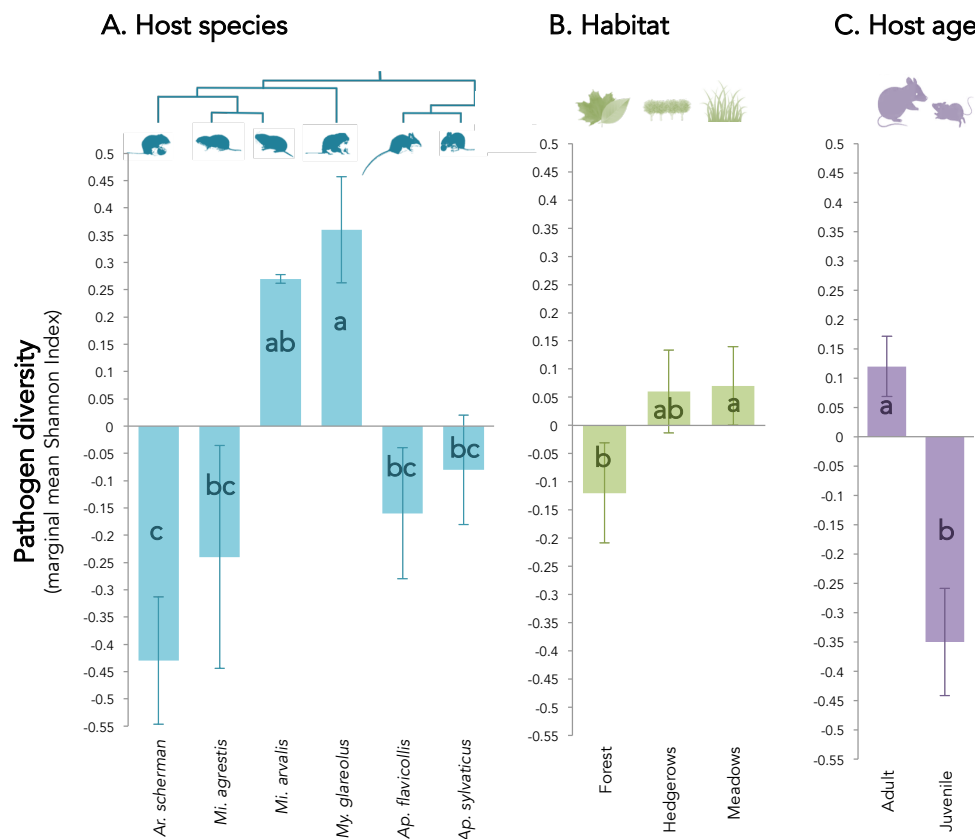 A. Host species
B. Habitat
C. Host age
Pathogen diversity
(marginal mean Shannon Index)
0.5
0.45
0.4
0.35
0.3
0.25
0.2
0.15
0.1
0.05
0
-0.05
-0.1
-0.15
-0.2
-0.25
-0.3
-0.35
-0.4
-0.45
-0.5
-0.55
c
bc
ab
a
bc
bc
Ar. scherman
Mi. agrestis
Mi. arvalis
My. glareolus
Ap. flavicollis
Ap. sylvaticus
0.5
0.45
0.4
0.35
0.3
0.25
0.2
0.15
0.1
0.05
0
-0.05
-0.1
-0.15
-0.2
-0.25
-0.3
-0.35
-0.4
-0.45
-0.5
-0.55
b
ab
a
Forest
Hedgerows
Meadows
0.5
0.45
0.4
0.35
0.3
0.25
0.2
0.15
0.1
0.05
0
-0.05
-0.1
-0.15
-0.2
-0.25
-0.3
-0.35
-0.4
-0.45
-0.5
-0.55
a
b
Adult
Juvenile